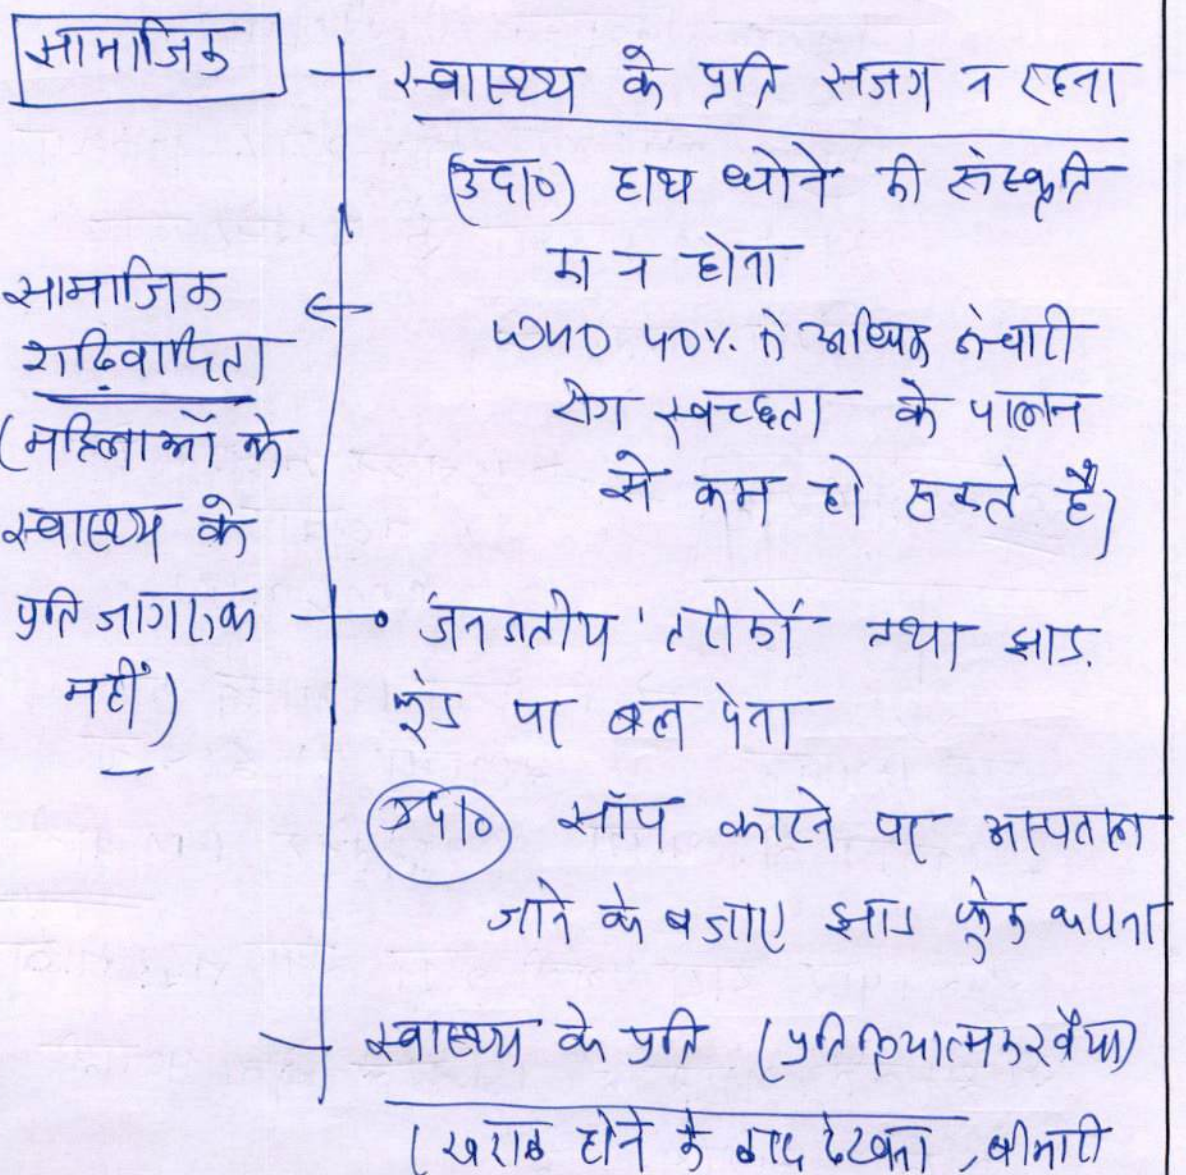 सामाजिक
स्वास्थ्य के प्रति सजग न रहना
(उदा०) हाथ धोने की संस्कृति
का न होना
WHO 40% से अधिक संचारी
रोग स्वच्छता के पालन
से कम हो सकते है।
सामाजिक
रूढ़िवादिता
(महिलाओं के
स्वास्थ्य के
प्रति जागरूक
नहीं)
• जनजातीय तरीकों तथा झाड़
पर बल देना
उदा० साँप काटने पर अस्पताल
जाने के बजाए झाड़ फूंक
स्वास्थ्य के प्रति (प्रतिक्रियात्मक रवैया)
(खराब होने के बाद देखना, बीमारी